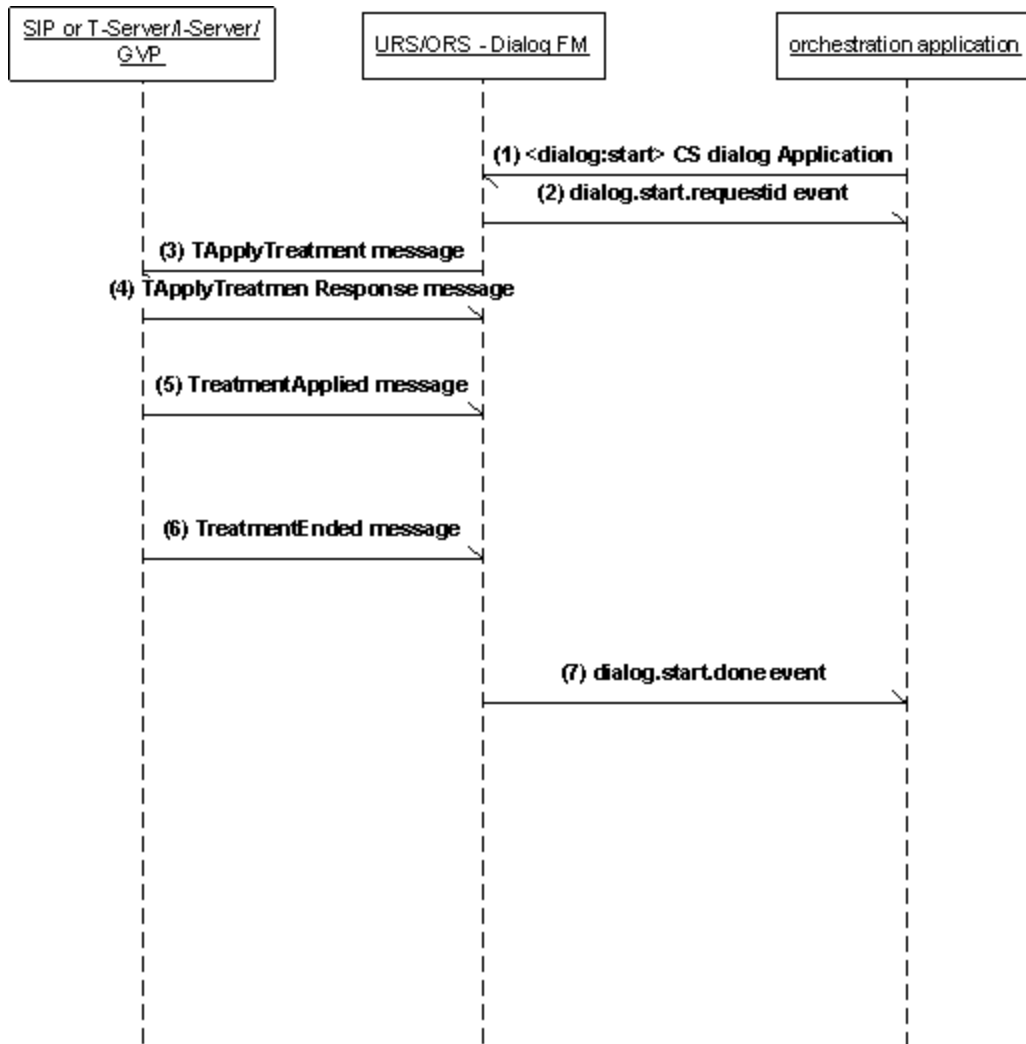 SIP or T-Server/I-Server/
GVP
URS/ORS - Dialog FM
orchestration application
(1) <dialog:start> CS dialog Application
(2) dialog.start.requestid event
(3) TApplyTreatment message
(4) TApplyTreatmen Response message
(5) TreatmentApplied message
(6) TreatmentEnded message
(7) dialog.start.done event